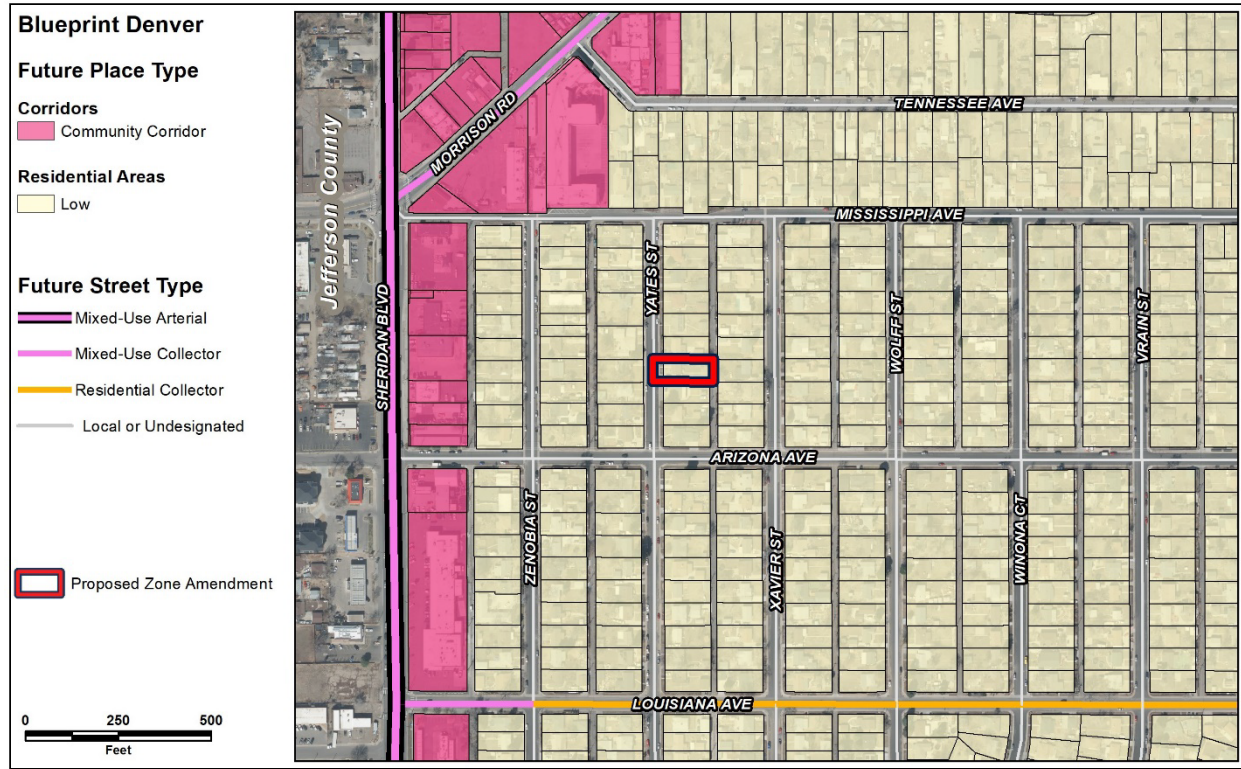 Blueprint Denver
Future Place Type
Corridors
Community Corridor
Residential Areas
Low
Future Street Type
Mixed-Use Arterial
Mixed-Use Collector
Residential Collector
Local or Undesignated
Proposed Zone Amendment
0 250 500
Feet
Jefferson County
SHERIDAN BLVD
MORRISON RD
TENNESSEE AVE
MISSISSIPPI AVE
YATES ST
WOLFF ST
VRAIN ST
ARIZONA AVE
ZENOBIA ST
XAVIER ST
WINONA CT
LOUISIANA AVE